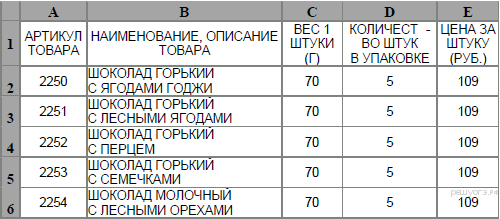 A B C D E
1 АРТИКУЛ ТОВАРА НАИМЕНОВАНИЕ, ОПИСАНИЕ ТОВАРА ВЕС 1 ШТУКИ (Г) КОЛИЧЕСТ - ВО ШТУК В УПАКОВКЕ ЦЕНА ЗА ШТУКУ (РУБ.)
2 2250 ШОКОЛАД ГОРЬКИЙ С ЯГОДАМИ ГОДЖИ 70 5 109
3 2251 ШОКОЛАД ГОРЬКИЙ С ЛЕСНЫМИ ЯГОДАМИ 70 5 109
4 2252 ШОКОЛАД ГОРЬКИЙ С ПЕРЦЕМ 70 5 109
5 2253 ШОКОЛАД ГОРЬКИЙ С СЕМЕЧКАМИ 70 5 109
6 2254 ШОКОЛАД МОЛОЧНЫЙ С ЛЕСНЫМИ ОРЕХАМИ 70 5 109